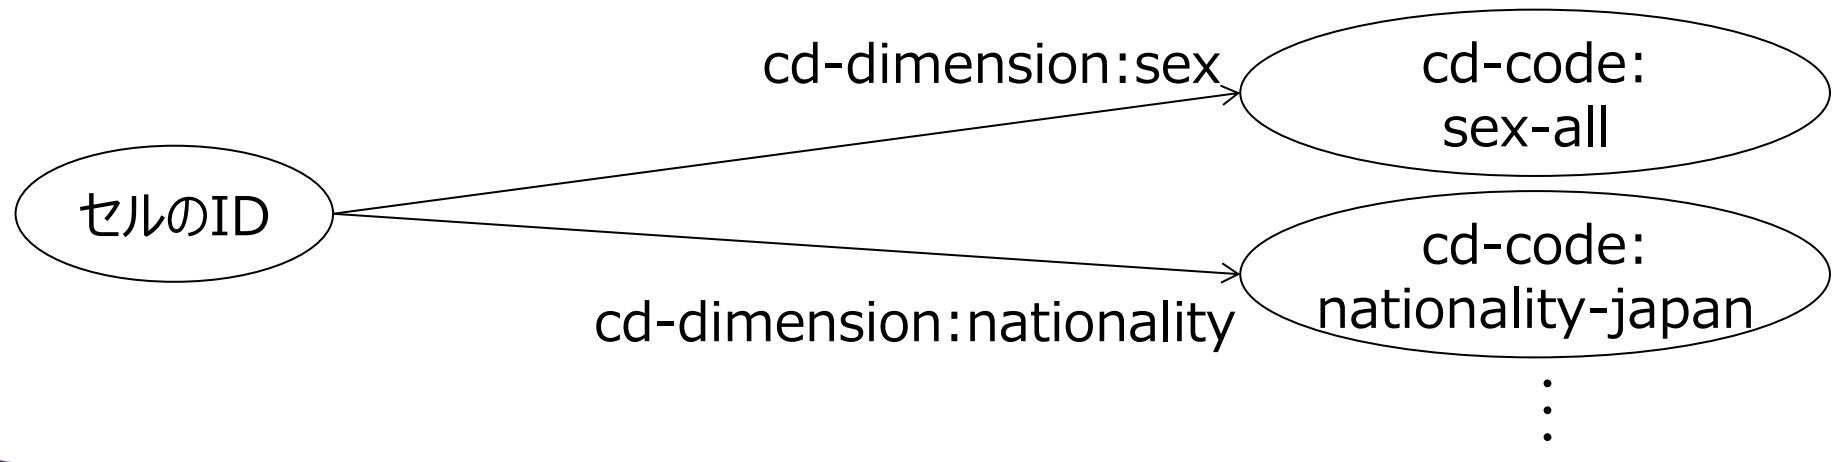 cd-dimension:sex
cd-code:
sex-all
セルのID
cd-code:
nationality-japan
cd-dimension:nationality